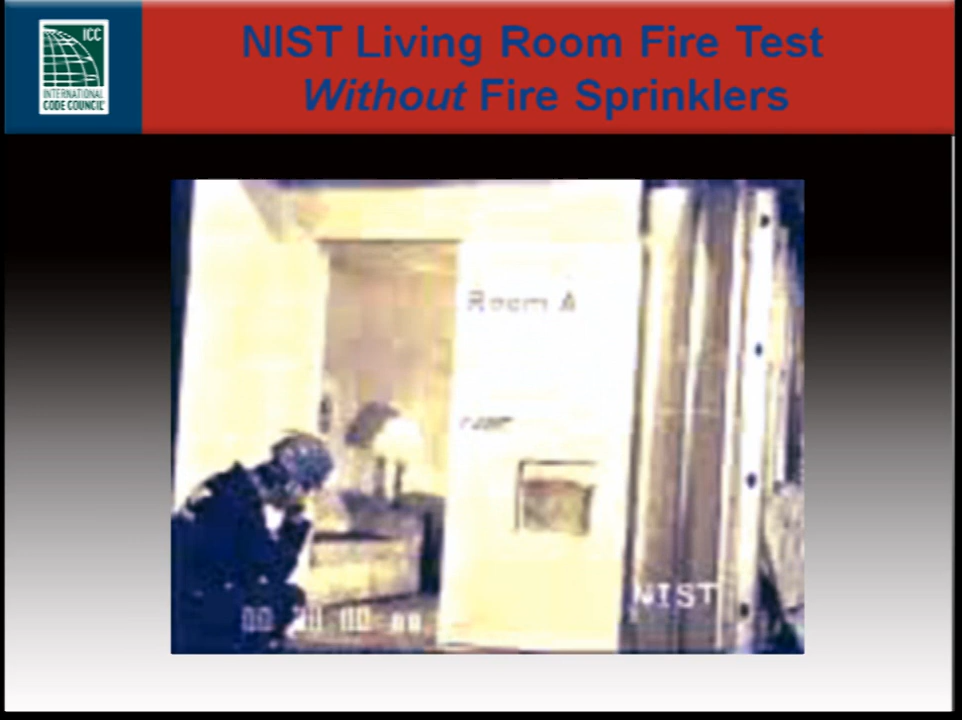 ICC
INTERNATIONAL
CODE COUNCIL
NIST Living Room Fire Test
Without Fire Sprinklers
Room A
NIST